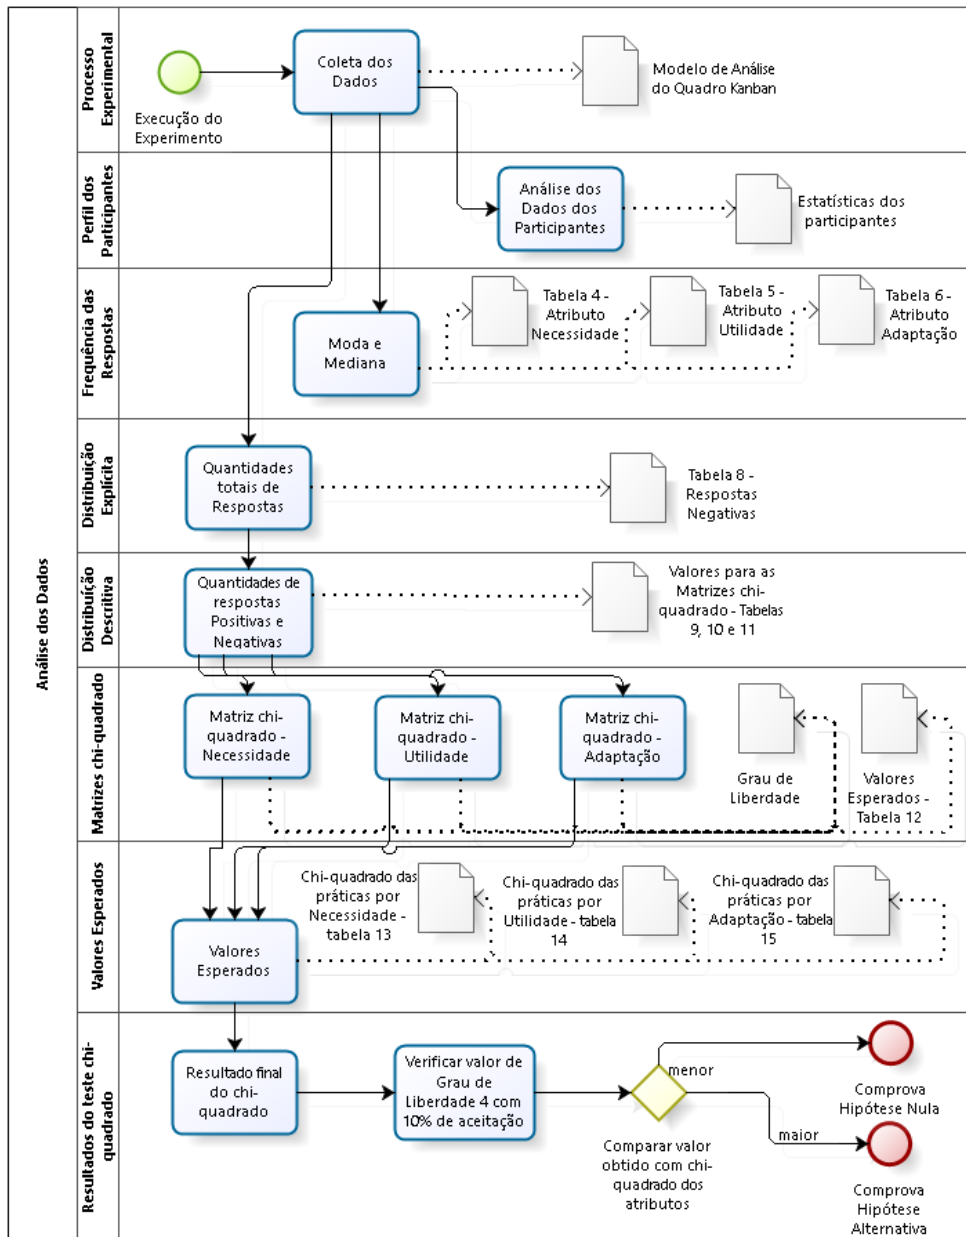 Análise dos Dados
Processo
Experimental
Execução do
Experimento
Coleta dos
Dados
Modelo de Análise
do Quadro Kanban
Perfil dos
Participantes
Análise dos
Dados dos
Participantes
Estatísticas dos
participantes
Frequência das
Respostas
Moda e
Mediana
Tabela 4 -
Atributo
Necessidade
Tabela 5 -
Atributo
Utilidade
Tabela 6 -
Atributo
Adaptação
Distribuição
Explícita
Quantidades
totais de
Respostas
Tabela 8 -
Respostas
Negativas
Distribuição
Descritiva
Quantidades de
respostas
Positivas e
Negativas
Valores para as
Matrizes chi-
quadrado - Tabelas
9, 10 e 11
Matrizes chi-quadrado
Matriz chi-
quadrado -
Necessidade
Matriz chi-
quadrado -
Utilidade
Matriz chi-
quadrado -
Adaptação
Grau de
Liberdade
Valores
Esperados -
Tabela 12
Valores Esperados
Valores
Esperados
Chi-quadrado das
práticas por
Necessidade -
tabela 13
Chi-quadrado das
práticas por
Utilidade - tabela
14
Chi-quadrado das
práticas por
Adaptação - tabela
15
Resultados do teste chi-
quadrado
Resultado final
do chi-
quadrado
Verificar valor de
Grau de
Liberdade 4 com
10% de aceitação
Comparar valor
obtido com chi-
quadrado dos
atributos
menor
Comprova
Hipótese Nula
maior
Comprova
Hipótese
Alternativa